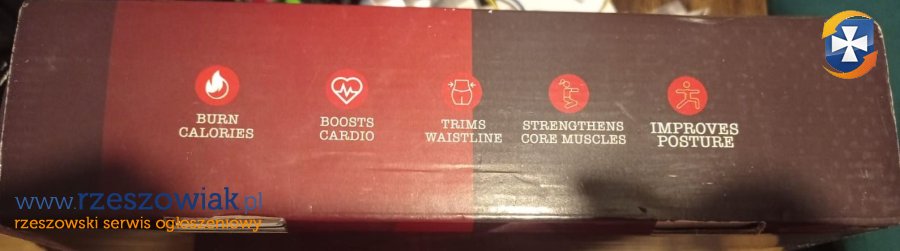 BURN
CALORIES
BOOSTS
CARDIO
TRIMS
WAISTLINE
STRENGTHENS
CORE MUSCLES
IMPROVES
POSTURE
www.rzeszowiak.pl
rzeszowski serwis ogłoszeniowy